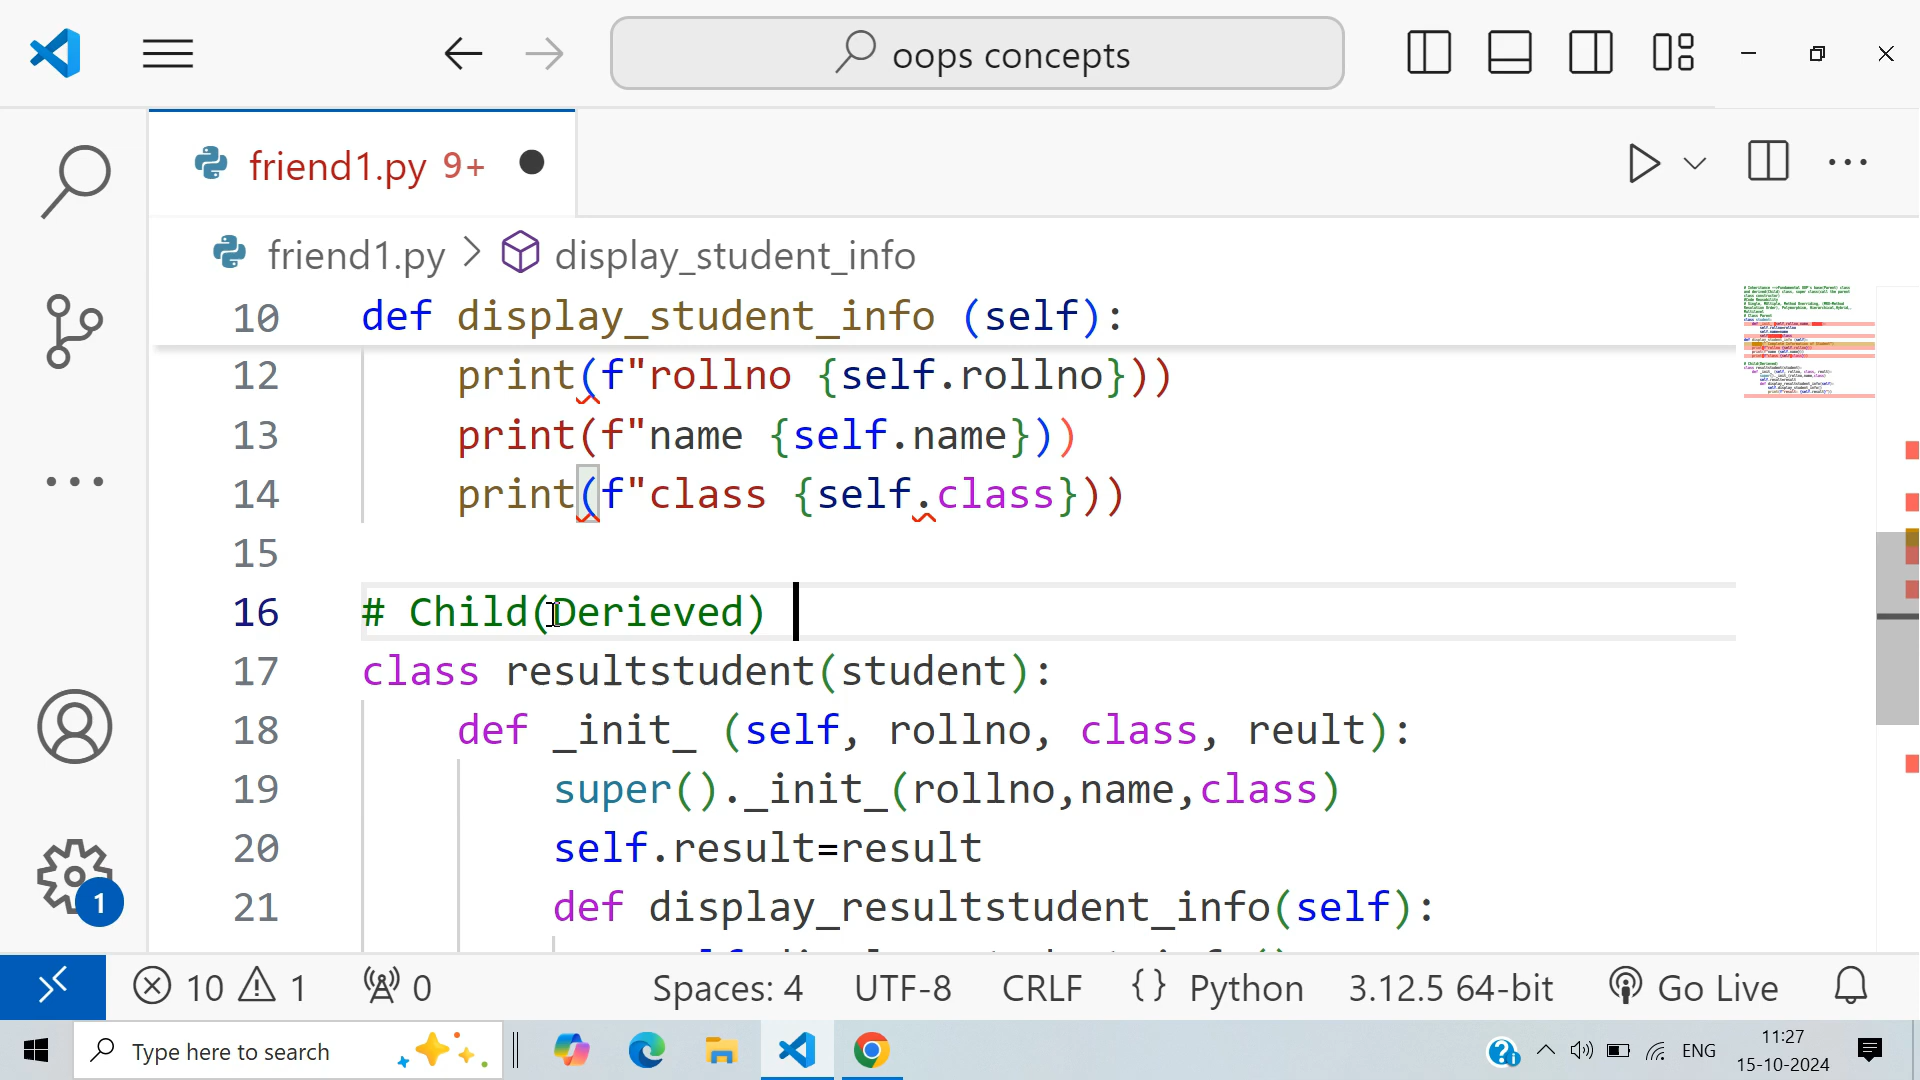 oops concepts
friend1.py 9+
friend1.py > display_student_info
10 def display_student_info (self):
12 print(f"rollno {self.rollno}))
13 print(f"name {self.name}))
14 print(f"class {self.class}))
15
16 # Child(Derieved)
17 class resultstudent(student):
18 def _init_ (self, rollno, class, reult):
19 super()._init_(rollno,name,class)
20 self.result=result
21 def display_resultstudent_info(self):
1
10 1 0 Spaces: 4 UTF-8 CRLF {} Python 3.12.5 64-bit Go Live
Type here to search
ENG
11:27
15-10-2024